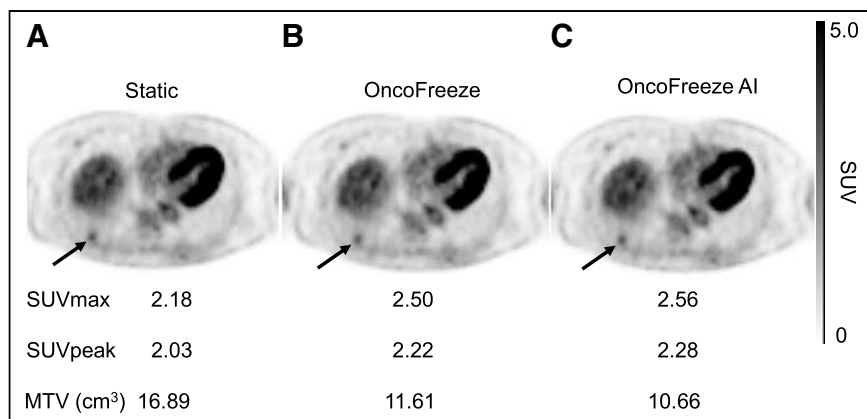 A B C
Static OncoFreeze OncoFreeze AI
5.0
SUV
0
SUVmax 2.18 2.50 2.56
SUVpeak 2.03 2.22 2.28
MTV (cm³) 16.89 11.61 10.66